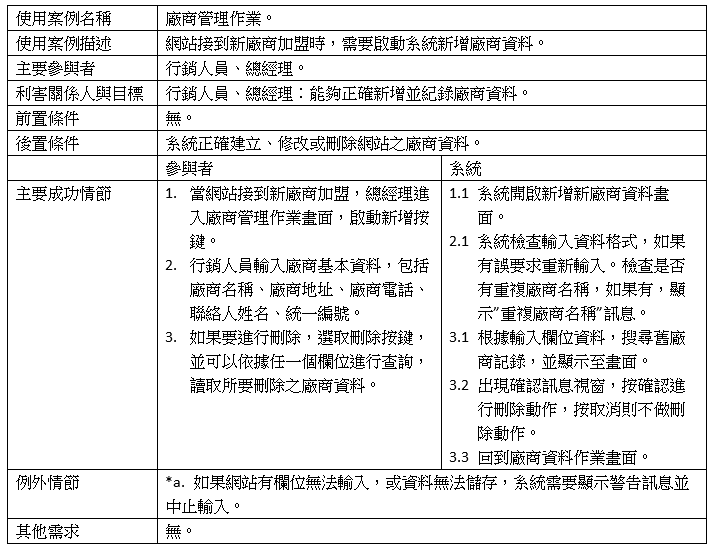 使用案例名稱 廠商管理作業。
使用案例描述 網站接到新廠商加盟時，需要啟動系統新增廠商資料。
主要參與者 行銷人員、總經理。
利害關係人與目標 行銷人員、總經理：能夠正確新增並紀錄廠商資料。
前置條件 無。
後置條件 系統正確建立、修改或刪除網站之廠商資料。
參與者 系統
主要成功情節
1. 當網站接到新廠商加盟，總經理進
入廠商管理作業畫面，啟動新增按
鍵。
2. 行銷人員輸入廠商基本資料，包括
廠商名稱、廠商地址、廠商電話、
聯絡人姓名、統一編號。
3. 如果要進行刪除，選取刪除按鍵，
並可以依據任一個欄位進行查詢，
讀取所要刪除之廠商資料。
1.1 系統開啟新增新廠商資料畫
面。
2.1 系統檢查輸入資料格式，如果
有誤要求重新輸入。檢查是否
有重複廠商名稱，如果有，顯
示”重複廠商名稱”訊息。
3.1 根據輸入欄位資料，搜尋舊廠
商記錄，並顯示至畫面。
3.2 出現確認訊息視窗，按確認進
行刪除動作，按取消則不做刪
除動作。
3.3 回到廠商資料作業畫面。
例外情節 *a. 如果網站有欄位無法輸入，或資料無法儲存，系統需要顯示警告訊息並
中止輸入。
其他需求 無。